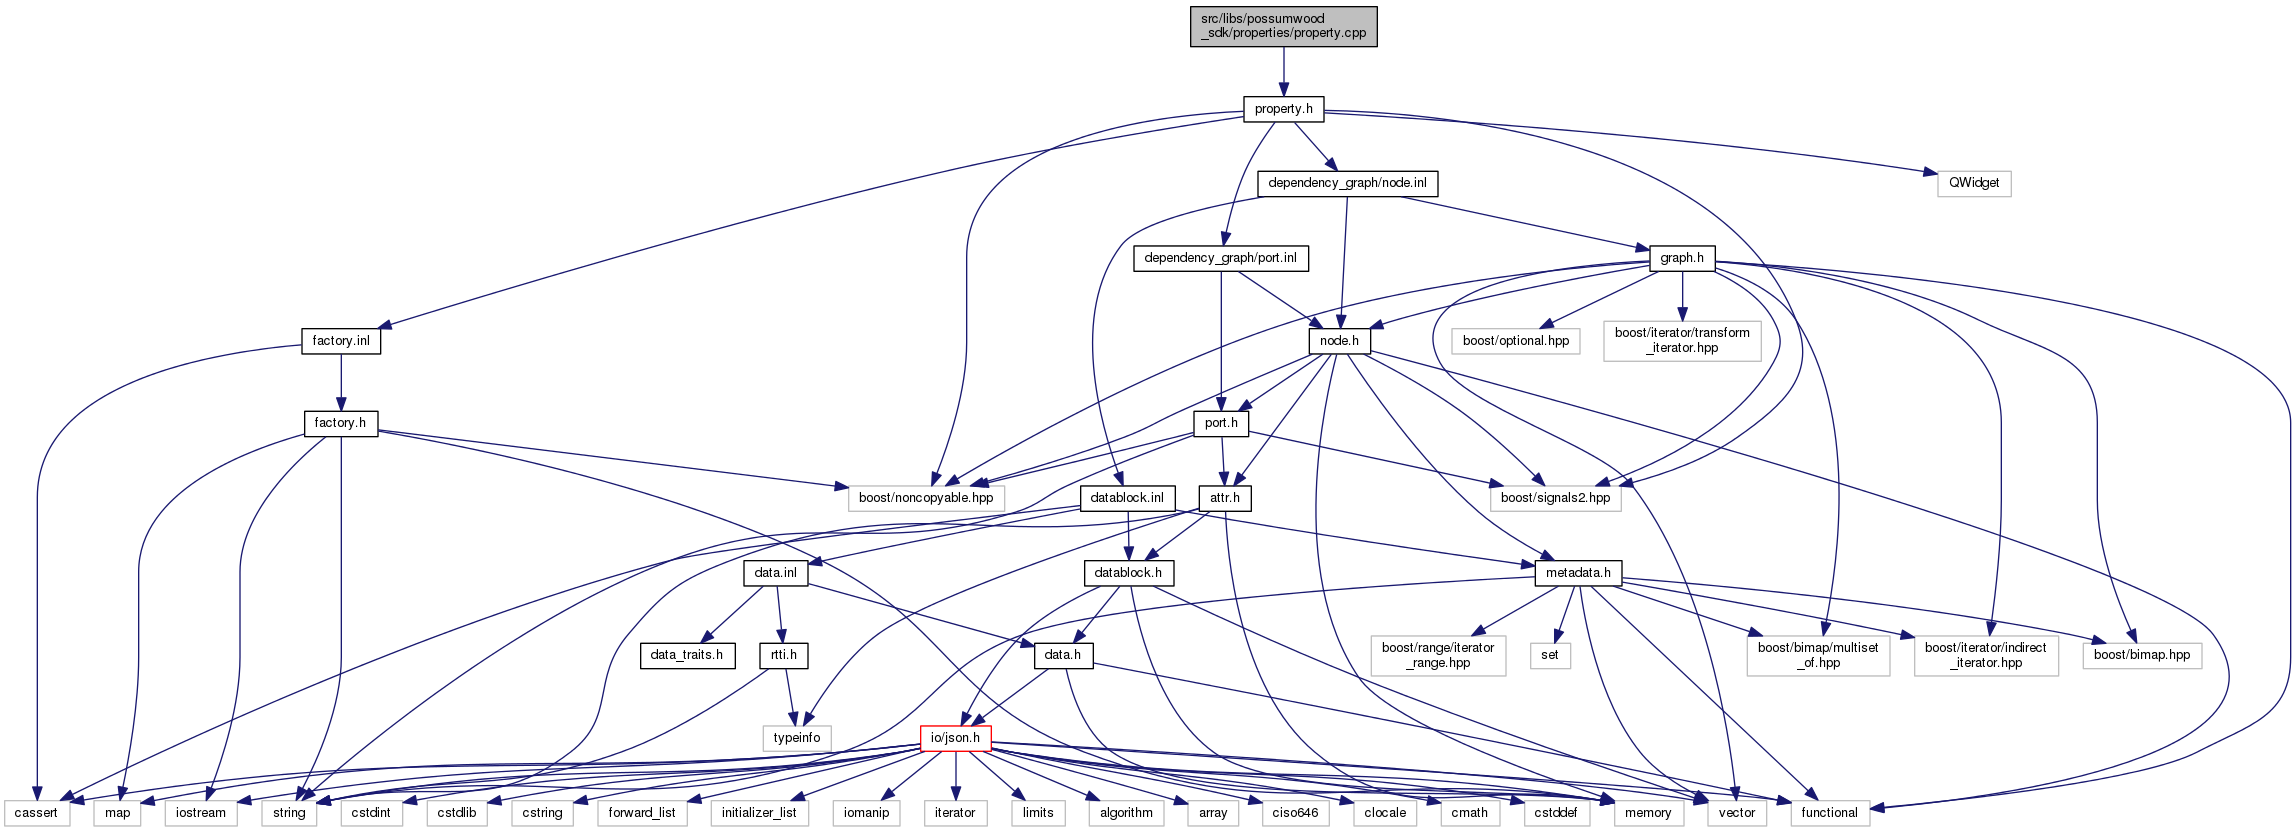 src/libs/possumwood
_sdk/properties/property.cpp
property.h
dependency_graph/node.inl
QWidget
dependency_graph/port.inl
graph.h
factory.inl
node.h
boost/optional.hpp
boost/iterator/transform
_iterator.hpp
factory.h
port.h
boost/noncopyable.hpp
datablock.inl
attr.h
boost/signals2.hpp
data.inl
datablock.h
metadata.h
data_traits.h
rtti.h
data.h
boost/range/iterator
_range.hpp
set
boost/bimap/multiset
_of.hpp
boost/iterator/indirect
_iterator.hpp
boost/bimap.hpp
typeinfo
io/json.h
cassert
map
iostream
string
cstdint
cstdlib
cstring
forward_list
initializer_list
iomanip
iterator
limits
algorithm
array
ciso646
clocale
cmath
cstddef
memory
vector
functional